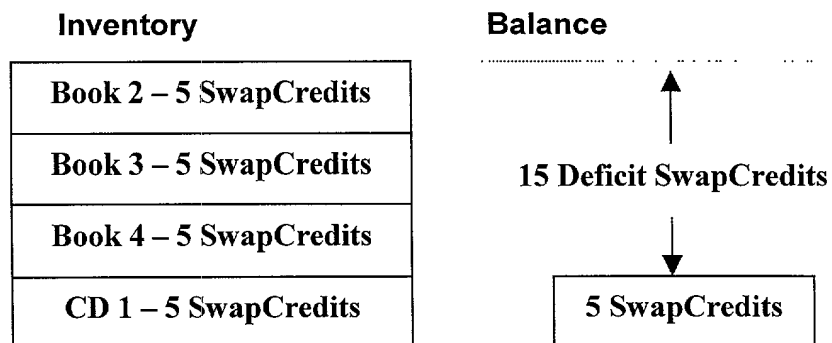 Inventory
Balance
Book 2 – 5 SwapCredits
Book 3 – 5 SwapCredits
15 Deficit SwapCredits
Book 4 – 5 SwapCredits
CD 1 – 5 SwapCredits
5 SwapCredits